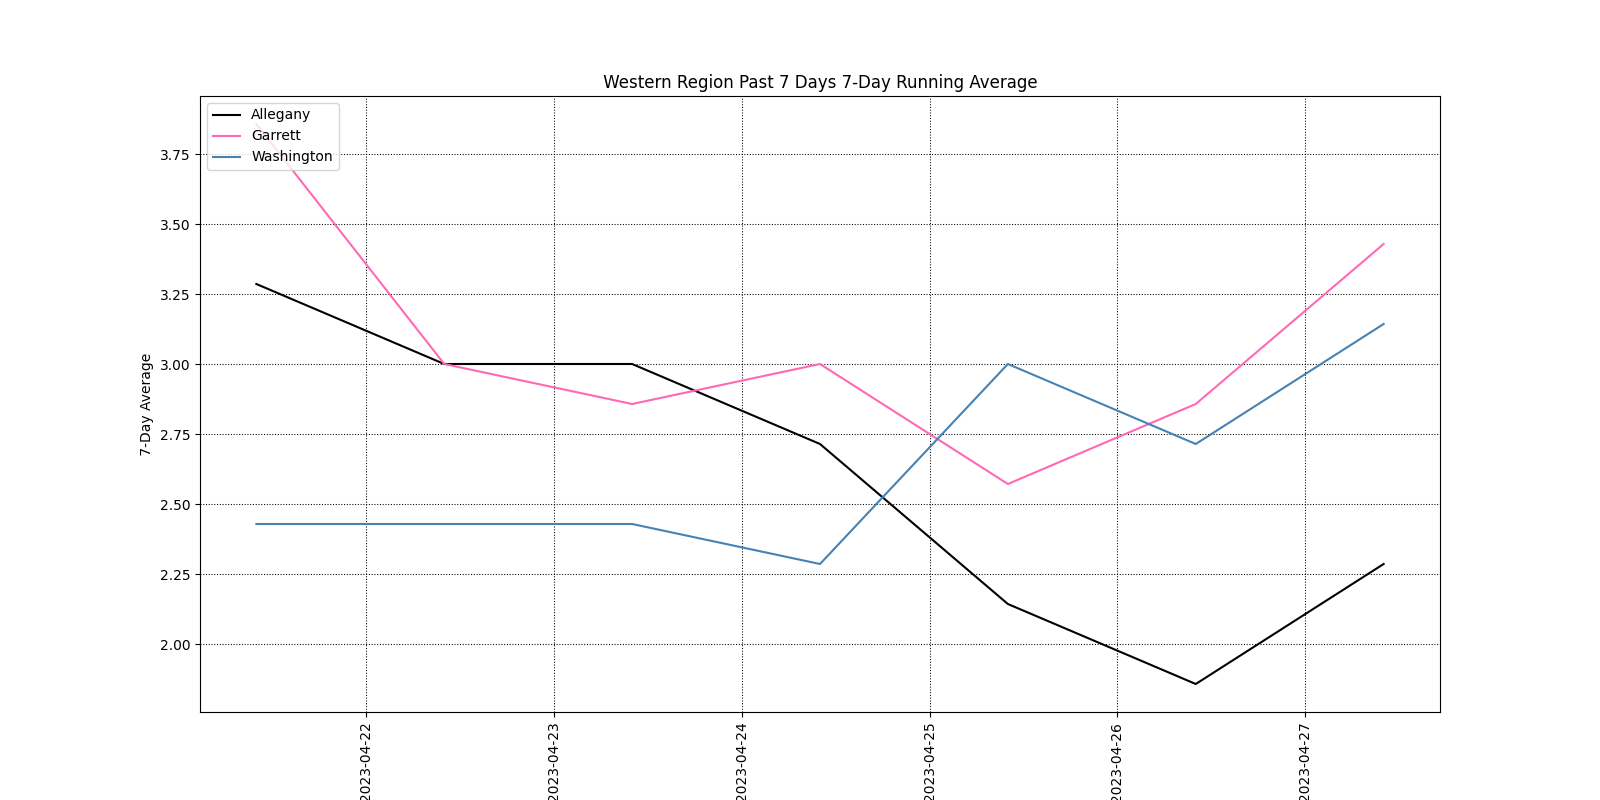 Western Region Past 7 Days 7-Day Running Average
Allegany
Garrett
Washington
7-Day Average
3.75
3.50
3.25
3.00
2.75
2.50
2.25
2.00
2023-04-22
2023-04-23
2023-04-24
2023-04-25
2023-04-26
2023-04-27